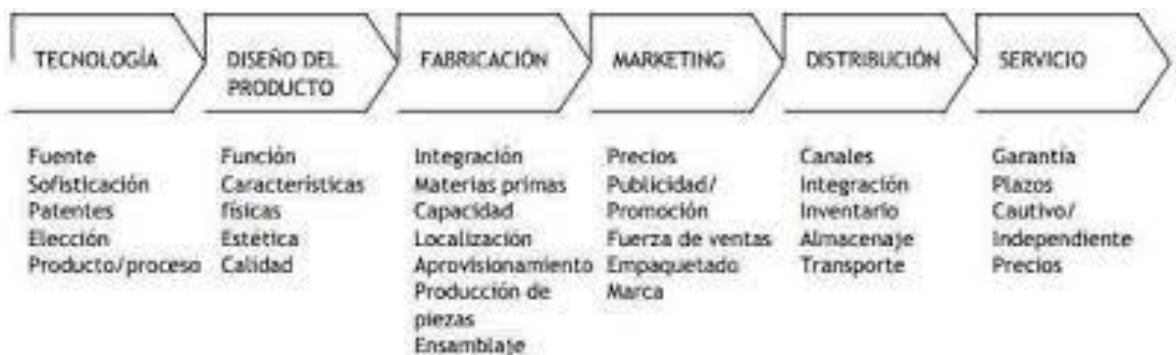 TECNOLOGÍA
DISEÑO DEL
PRODUCTO
FABRICACIÓN
MARKETING
DISTRIBUCIÓN
SERVICIO
Fuente
Sofisticación
Patentes
Elección
Producto/proceso
Función
Características
físicas
Estética
Calidad
Integración
Materias primas
Capacidad
Localización
Aprovisionamiento
Producción de
piezas
Ensamblaje
Precios
Publicidad/
Promoción
Fuerza de ventas
Empaquetado
Marca
Canales
Integración
Inventario
Almacenaje
Transporte
Garantía
Plazos
Cautivo/
Independiente
Precios